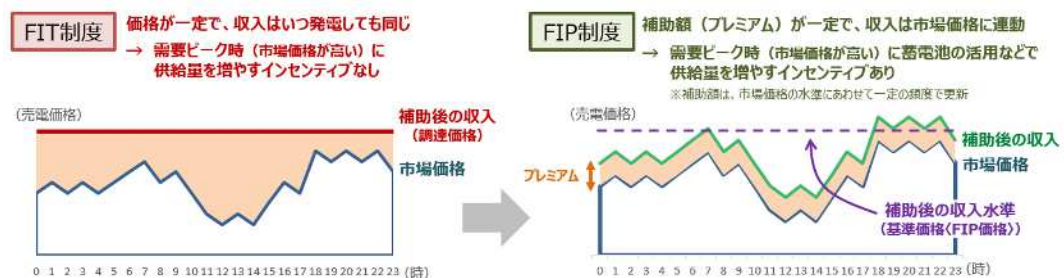 FIT制度
価格が一定で、収入はいつ発電しても同じ
→ 需要ピーク時（市場価格が高い）に
供給量を増やすインセンティブなし
（売電価格）
補助後の収入
（調達価格）
市場価格
0 1 2 3 4 5 6 7 8 9 10 11 12 13 14 15 16 17 18 19 20 21 22 23 （時）
FIP制度
補助額（プレミアム）が一定で、収入は市場価格に連動
→ 需要ピーク時（市場価格が高い）に蓄電池の活用などで
供給量を増やすインセンティブあり
※補助額は、市場価格の水準にあわせて一定の頻度で更新
（売電価格）
補助後の収入
市場価格
プレミアム
補助後の収入水準
（基準価格〈FIP価格〉）
0 1 2 3 4 5 6 7 8 9 10 11 12 13 14 15 16 17 18 19 20 21 22 23 （時）